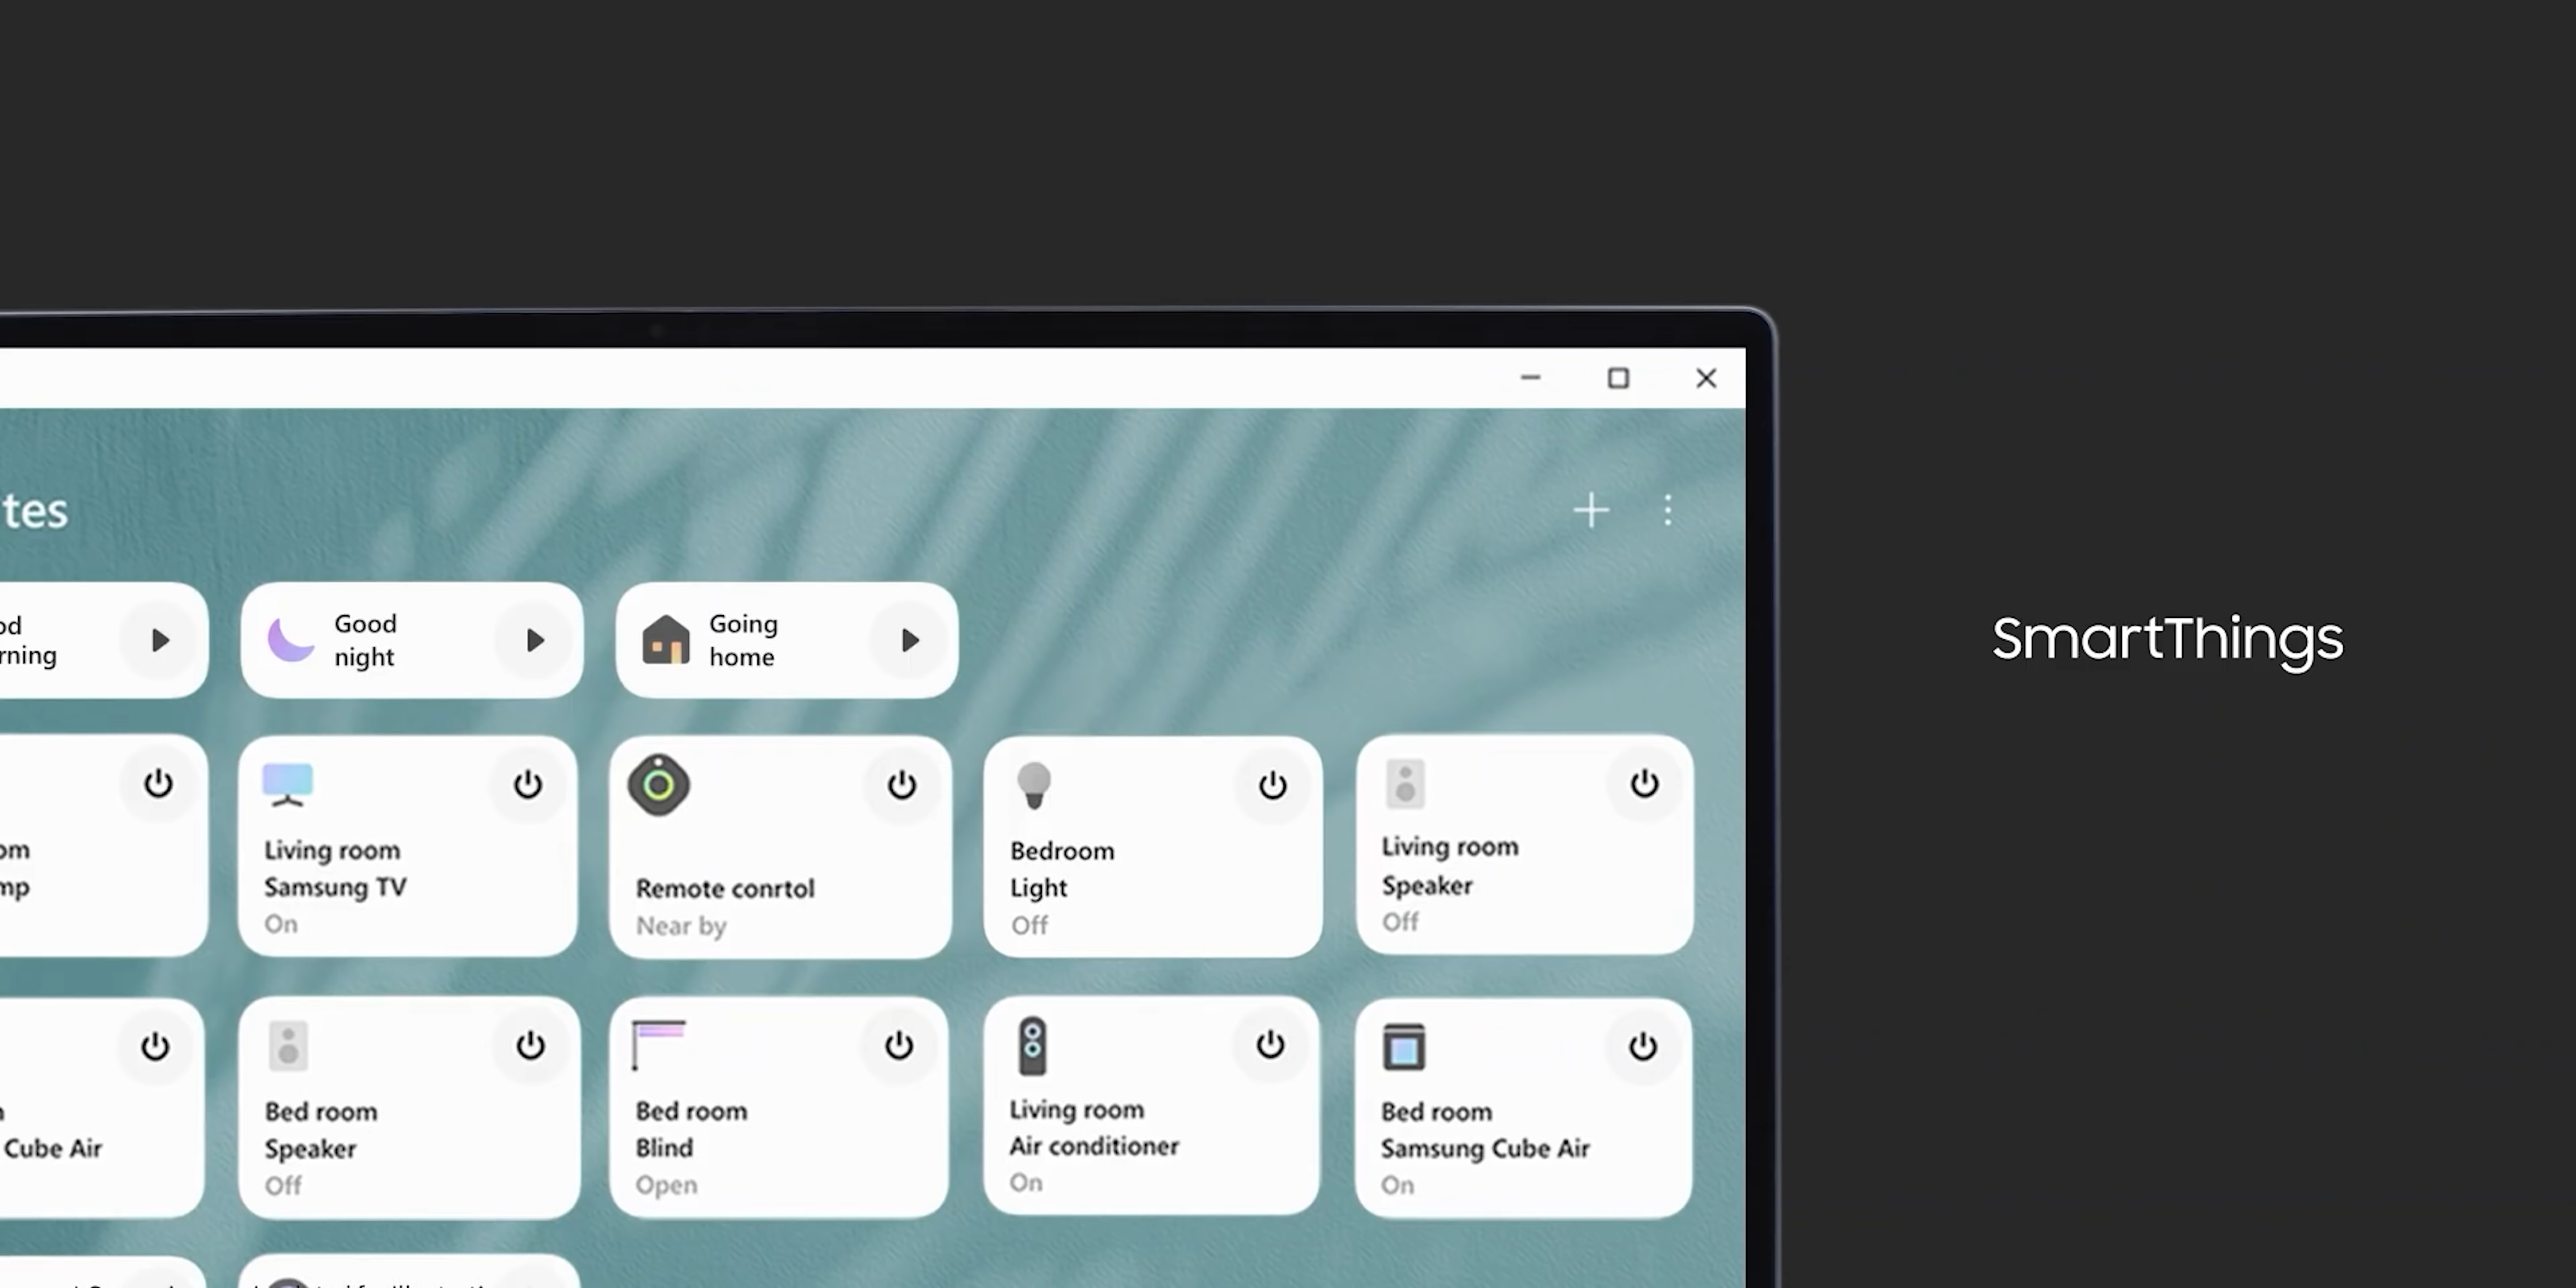 tes
od
rning
Good
night
Going
home
SmartThings
om
mp
Living room
Samsung TV
On
Remote conrtol
Near by
Bedroom
Light
Off
Living room
Speaker
Off
Cube Air
Bed room
Speaker
Off
Bed room
Blind
Open
Living room
Air conditioner
On
Bed room
Samsung Cube Air
On